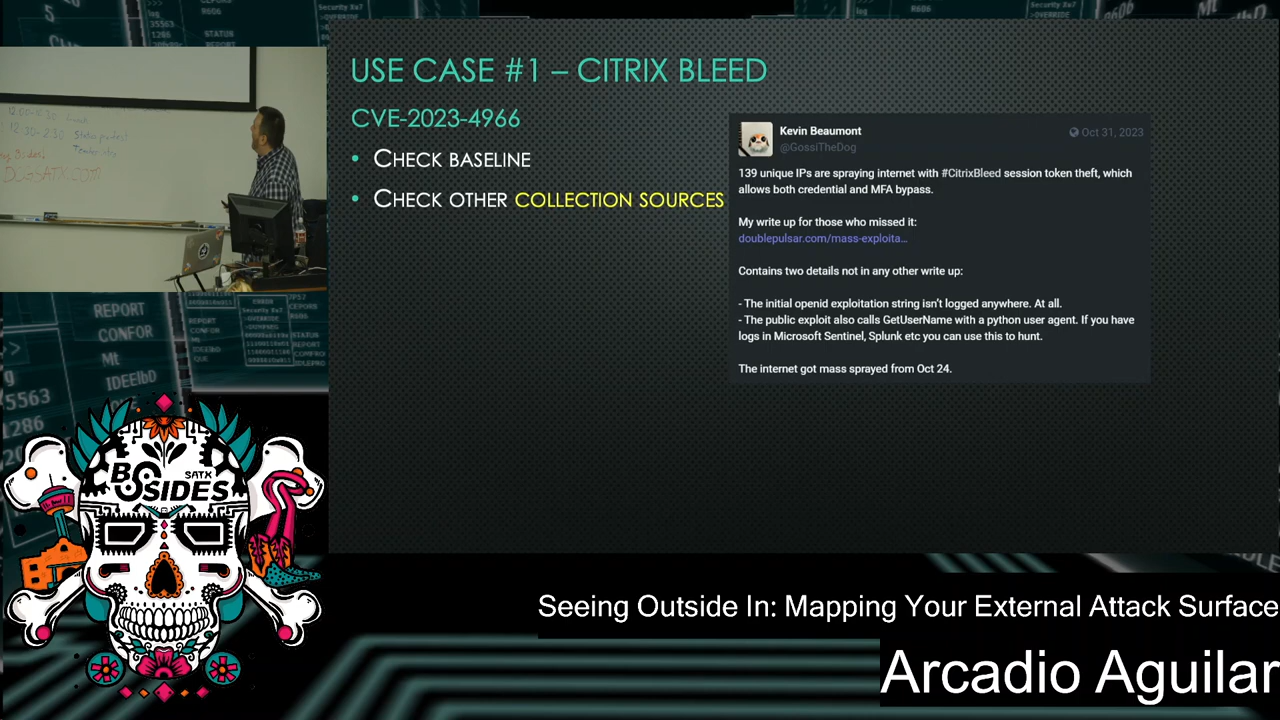 USE CASE #1 – CITRIX BLEED
CVE-2023-4966
• CHECK BASELINE
• CHECK OTHER COLLECTION SOURCES
Kevin Beaumont
@GossiTheDog
Oct 31, 2023
139 unique IPs are spraying internet with #CitrixBleed session token theft, which
allows both credential and MFA bypass.
My write up for those who missed it:
doublepulsar.com/mass-exploita…
Contains two details not in any other write up:
- The initial openid exploitation string isn't logged anywhere. At all.
- The public exploit also calls GetUserName with a python user agent. If you have
logs in Microsoft Sentinel, Splunk etc you can use this to hunt.
The internet got mass sprayed from Oct 24.
REPORT
CONFOR
Mt
IDEEIbD
5563
1286
BSIDES
SATX
Seeing Outside In: Mapping Your External Attack Surface
Arcadio Aguilar